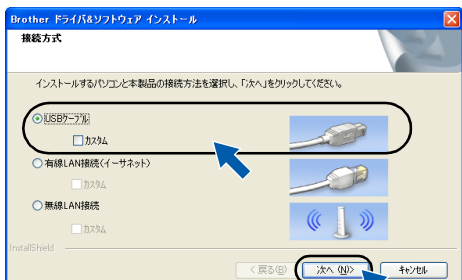 Brother ドライバ&ソフトウェア インストール
接続方式
インストールするパソコンと本製品の接続方法を選択し、「次へ」をクリックしてください。
USBケーブル
カスタム
有線LAN接続(イーサネット)
カスタム
無線LAN接続
カスタム
InstallShield
< 戻る(B)
次へ (N)>
キャンセル